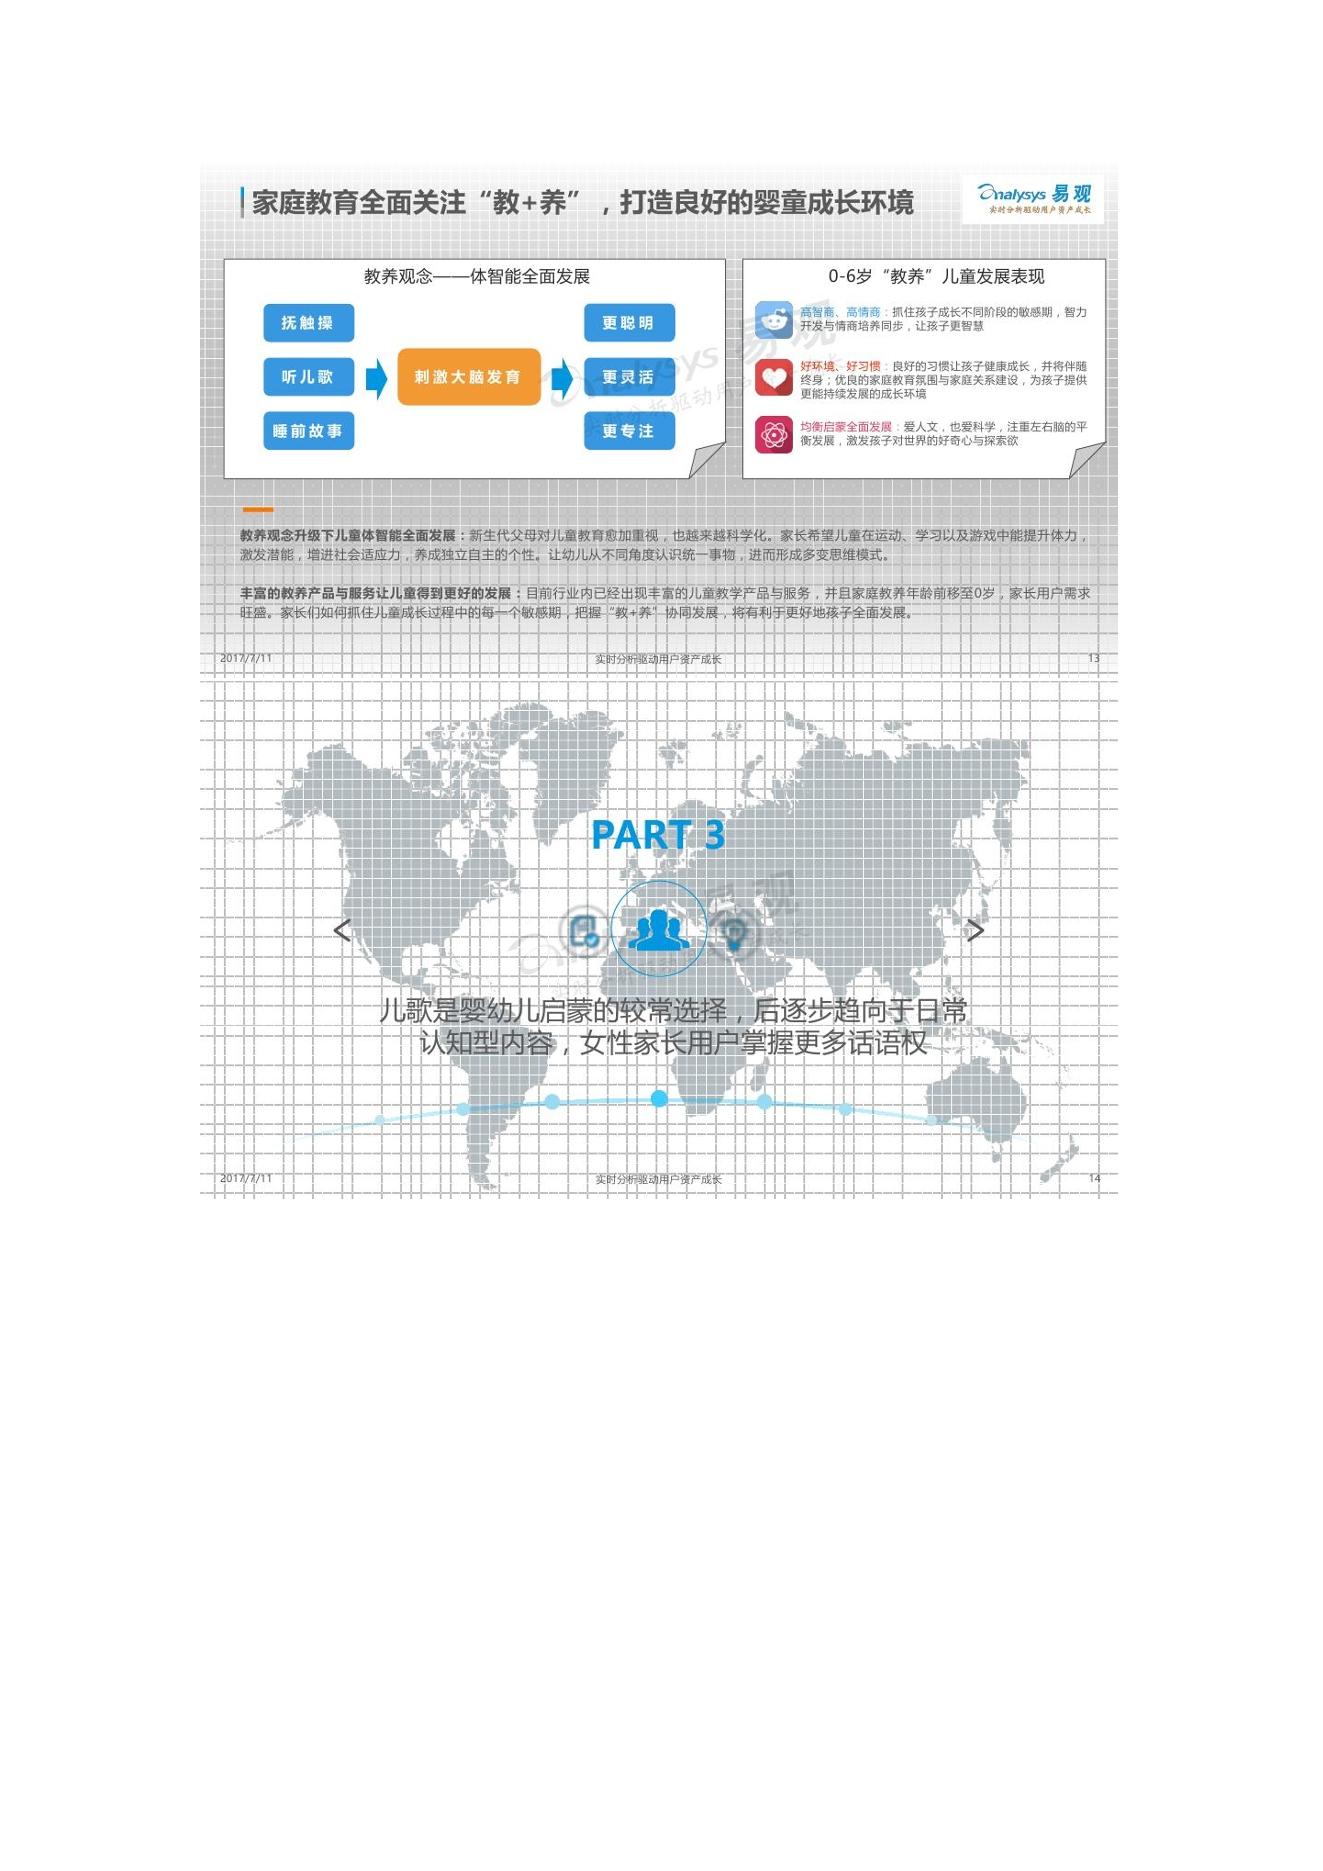 家庭教育全面关注“教+养”，打造良好的婴童成长环境
analysys 易观
实时分析驱动用户资产成长
教养观念——体智能全面发展
抚触操
听儿歌
睡前故事
刺激大脑发育
更聪明
更灵活
更专注
0-6岁“教养”儿童发展表现
高智商、高情商：抓住孩子成长不同阶段的敏感期，智力
开发与情商培养同步，让孩子更智慧
好环境、好习惯：良好的习惯让孩子健康成长，并将伴随
终身；优良的家庭教育氛围与家庭关系建设，为孩子提供
更能持续发展的成长环境
均衡启蒙全面发展：爱人文，也爱科学，注重左右脑的平
衡发展，激发孩子对世界的好奇心与探索欲
教养观念升级下儿童体智能全面发展：新生代父母对儿童教育愈加重视，也越来越科学化。家长希望儿童在运动、学习以及游戏中能提升体力，
激发潜能，增进社会适应力，养成独立自主的个性。让幼儿从不同角度认识统一事物，进而形成多变思维模式。
丰富的教养产品与服务让儿童得到更好的发展：目前行业内已经出现丰富的儿童教学产品与服务，并且家庭教养年龄前移至0岁，家长用户需求
旺盛。家长们如何抓住儿童成长过程中的每一个敏感期，把握“教+养”协同发展，将有利于更好地孩子全面发展。
2017/7/11
实时分析驱动用户资产成长
13
PART 3
儿歌是婴幼儿启蒙的较常选择，后逐步趋向于日常
认知型内容，女性家长用户掌握更多话语权
2017/7/11
实时分析驱动用户资产成长
14